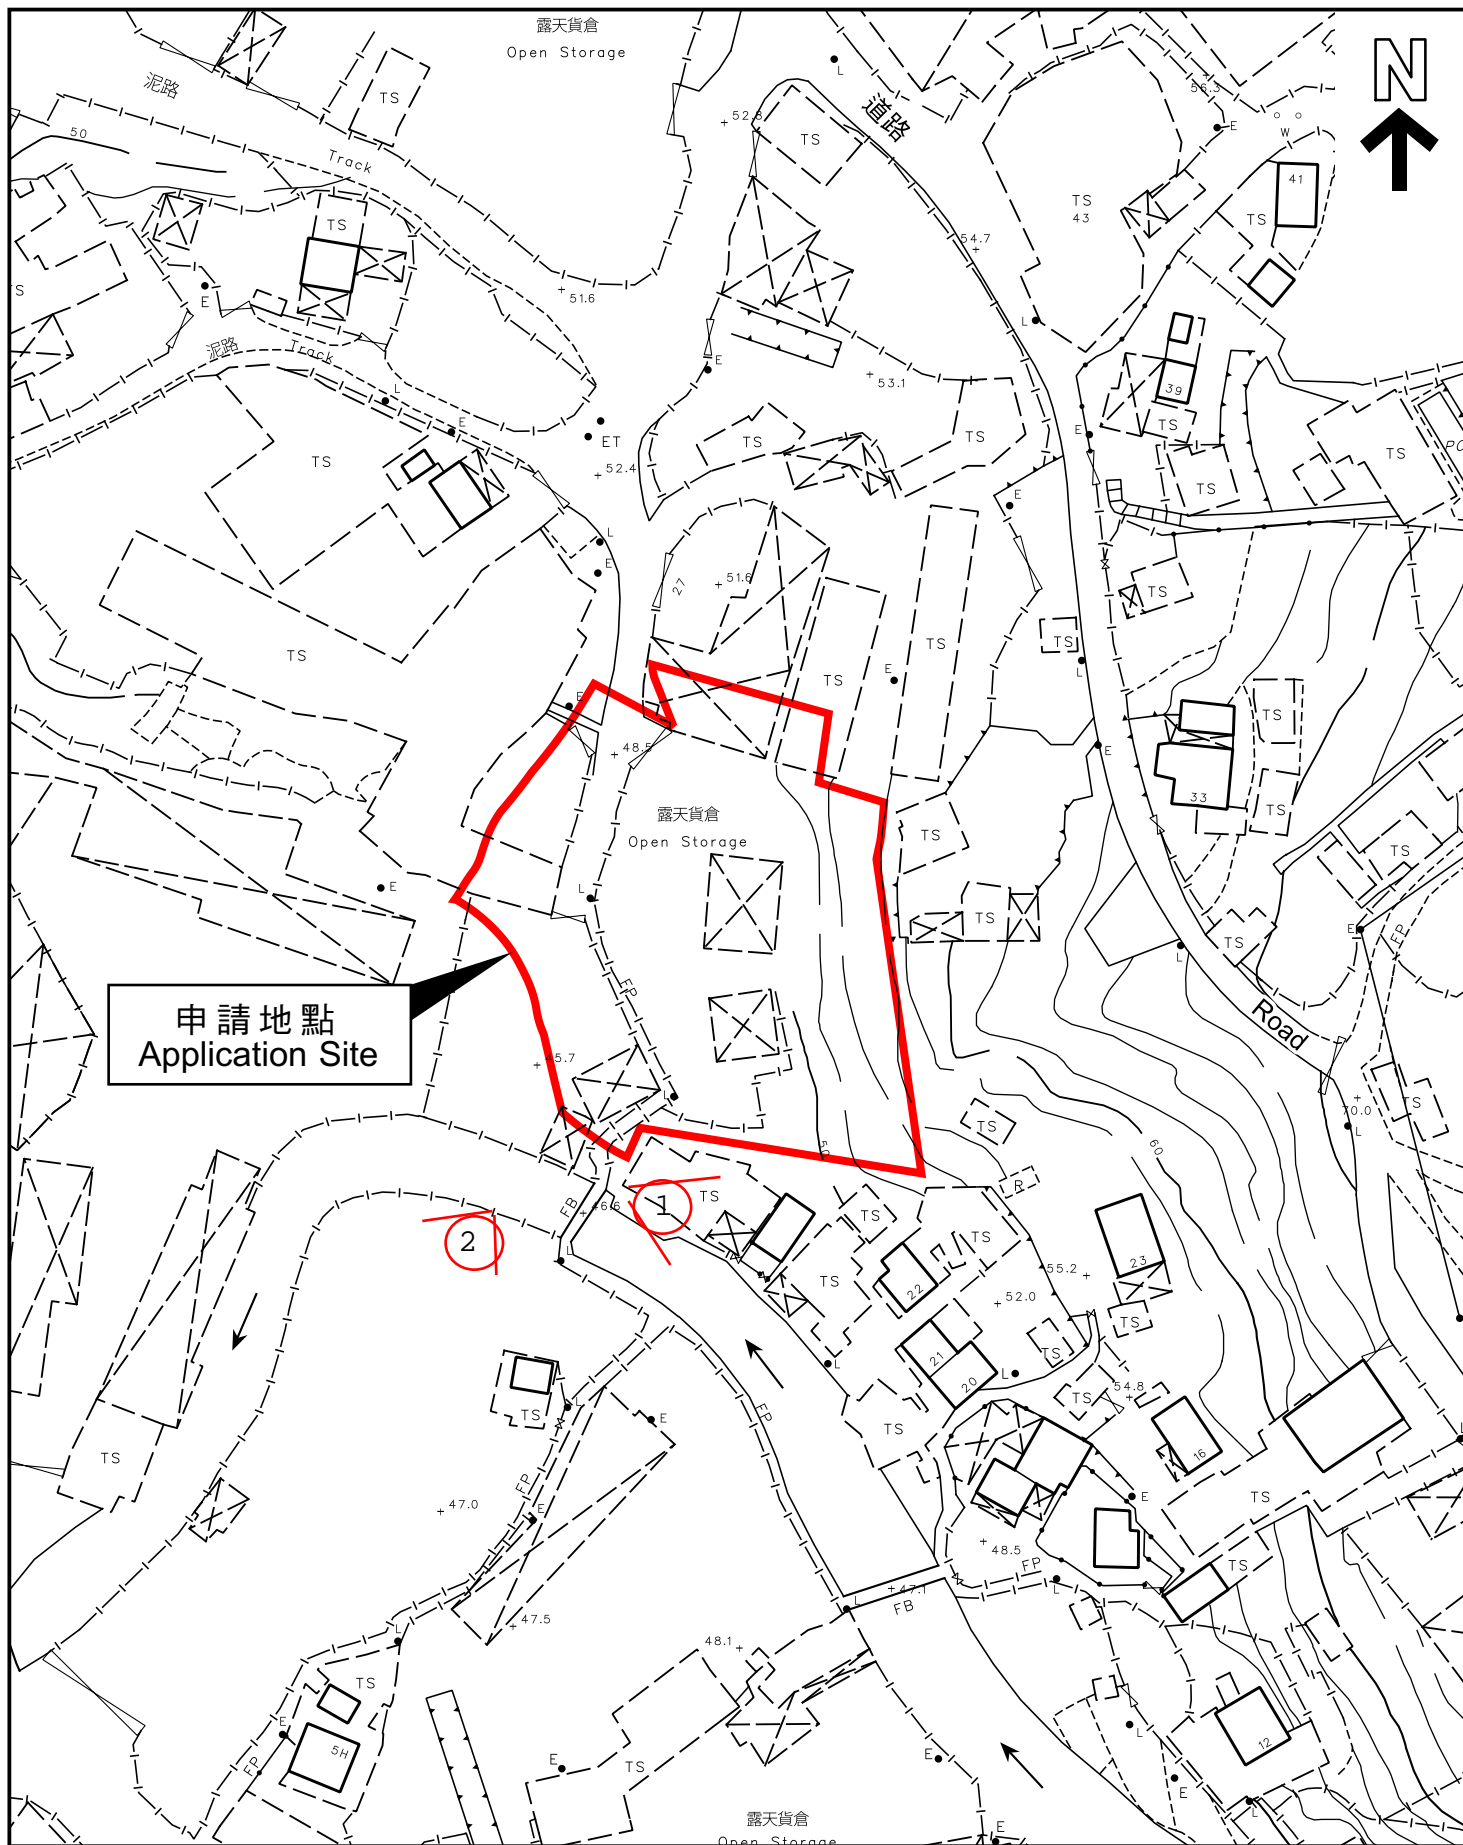 露天貨倉
Open Storage
N
泥路
TS
道路
56.3
E
W
L
50
52.8
TS
Track
41
TS
43
TS
TS
54.7
E
51.6
L
泥路
Track
E
53.1
39
L
E
ET
TS
TS
TS
E
TS
TS
52.4
TS
E
L
E
27
51.6
TS
TS
TS
TS
TS
E
L
E
TS
48.5
E
33
TS
露天貨倉
Open Storage
TS
TS
E
L
TS
TS
E
FP
L
FP
申請地點
Application Site
Road
45.7
L
TS
70.0
L
TS
50
60
R
FB
46.6
1
TS
TS
2
TS
L
55.2
23
TS
22
52.0
TS
TS
21
20
L
L
TS
54.8
TS
L
TS
E
FP
TS
TS
16
L
FP
47.0
E
E
TS
48.5
FP
L
TS
47.1
FB
L
47.5
48.1
L
TS
E
5H
FP
E
TS
E
L
E
12
L
露天貨倉
Open Storage
E